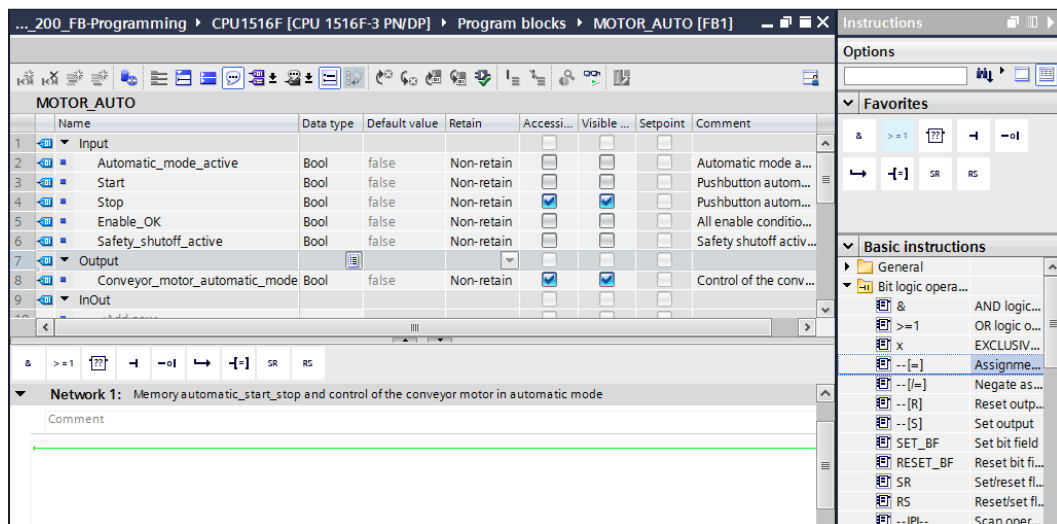 ..._200_FB-Programming ▸ CPU1516F [CPU 1516F-3 PN/DP] ▸ Program blocks ▸ MOTOR_AUTO [FB1]
MOTOR_AUTO
Name Data type Default value Retain Accessi... Visible ... Setpoint Comment
1 Input
2 Automatic_mode_active Bool false Non-retain Automatic mode a...
3 Start Bool false Non-retain Pushbutton autom...
4 Stop Bool false Non-retain Pushbutton autom...
5 Enable_OK Bool false Non-retain All enable conditio...
6 Safety_shutoff_active Bool false Non-retain Safety shutoff activ...
7 Output
8 Conveyor_motor_automatic_mode Bool false Non-retain Control of the conv...
9 InOut
& >=1 [??] ⊣ -o| ↦ -[=] SR RS
Network 1: Memory automatic_start_stop and control of the conveyor motor in automatic mode
Comment
Instructions
Options
Favorites
& >=1 [??] ⊣ -o|
↦ -[=] SR RS
Basic instructions
General
Bit logic opera...
& AND logic...
>=1 OR logic o...
x EXCLUSIV...
--[=] Assignme...
--[/=] Negate as...
--[R] Reset outp...
--[S] Set output
SET_BF Set bit field
RESET_BF Reset bit fi...
SR Set/reset fl...
RS Reset/set fl...
--|P|-- Scan oper...